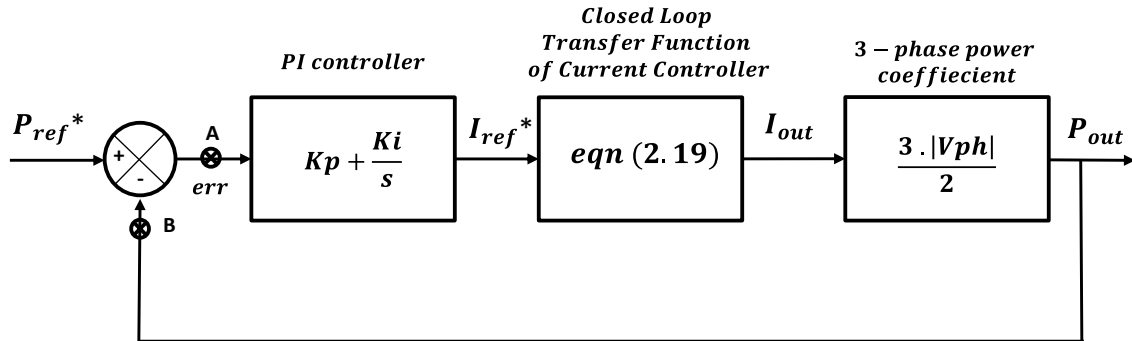 Closed Loop
Transfer Function
of Current Controller
PI controller
3 − phase power
coeffiecient
P_ref*
+
-
A
err
B
Kp + Ki/s
I_ref*
eqn (2.19)
I_out
3 .|Vph|
2
P_out